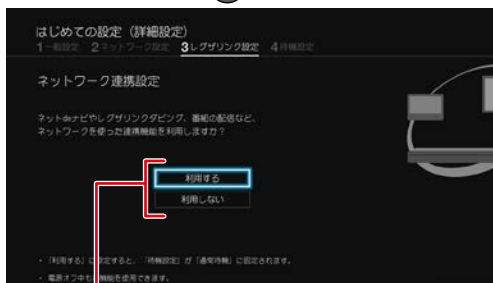 はじめての設定（詳細設定）
1一般設定 2ネットワーク設定 3レグザリンク設定 4待機設定
ネットワーク連携設定
ネットdeナビやレグザリンクダビング、番組の配信など、
ネットワークを使った連携機能を利用しますか？
利用する
利用しない
・「利用する」に設定すると、「待機設定」が「通常待機」に固定されます。
・電源オフ中も 機能を使用できます。